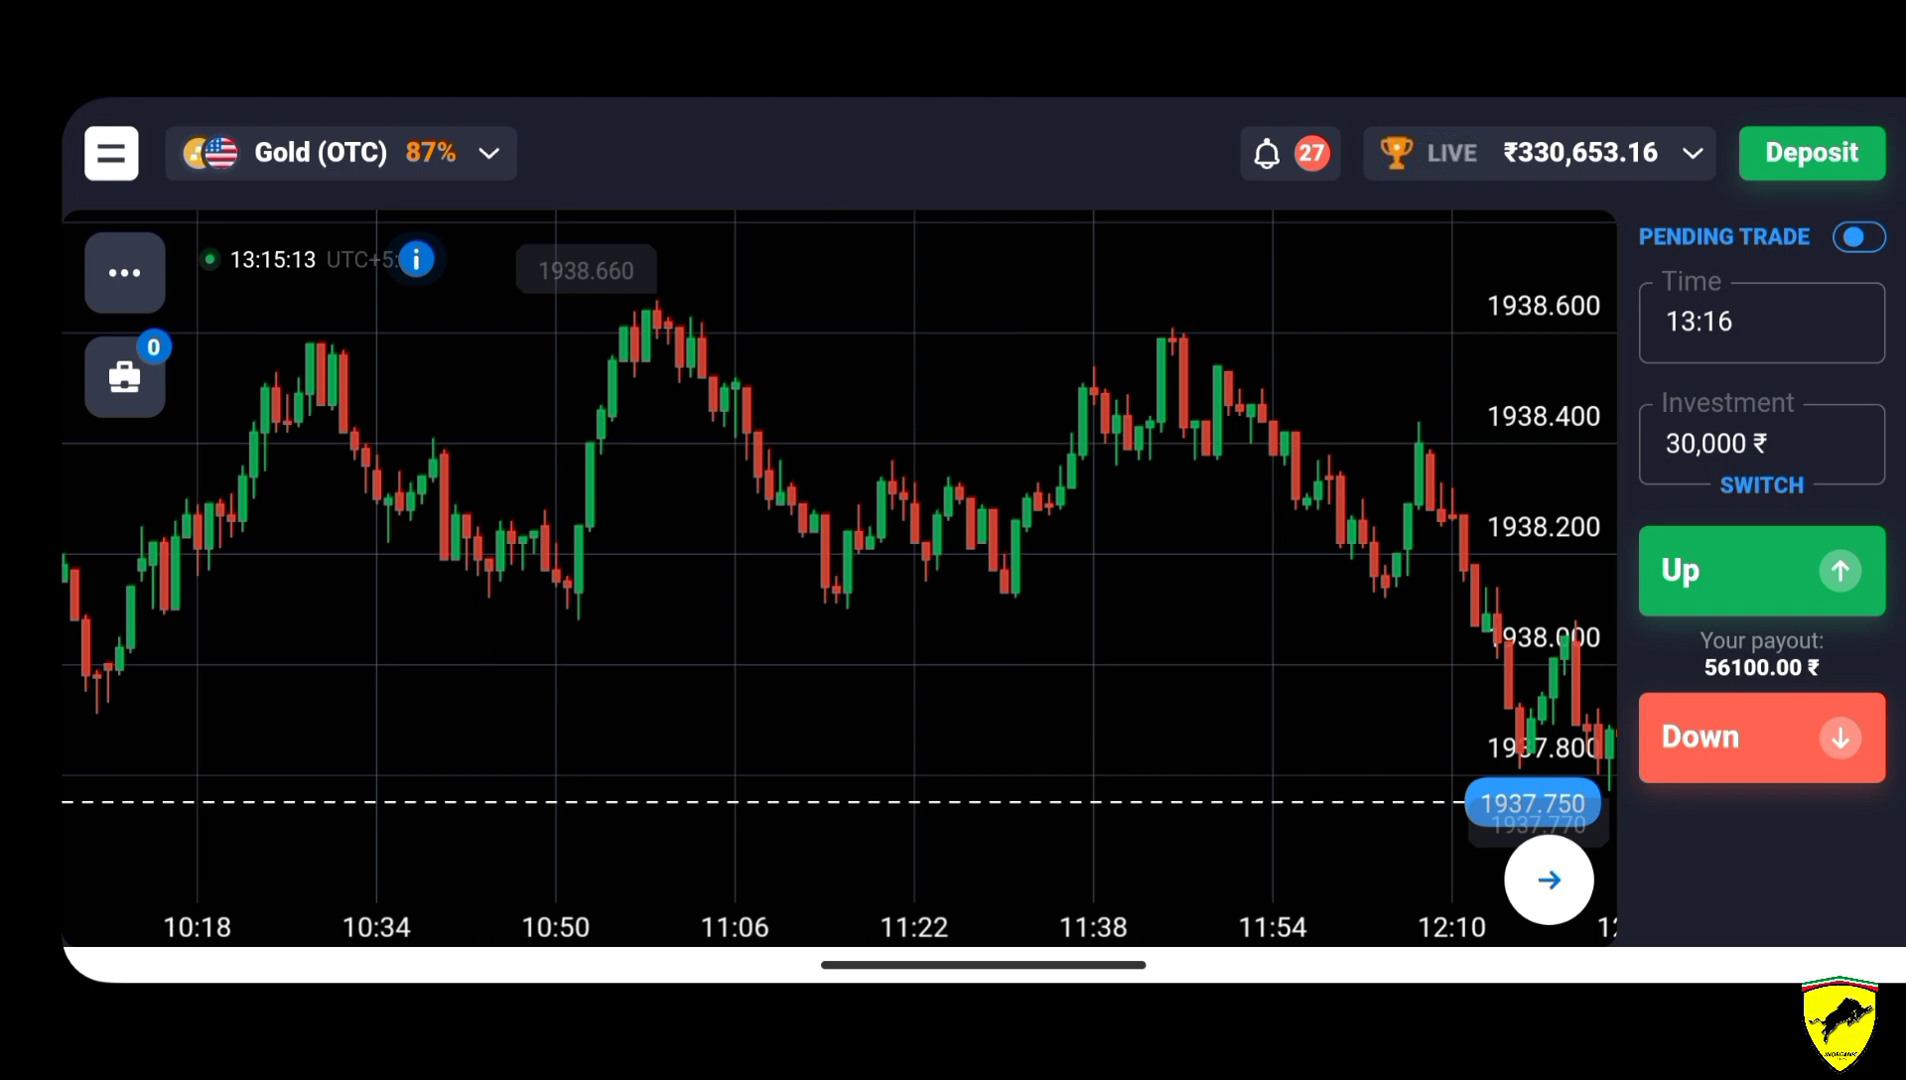 Gold (OTC) 87%
27
LIVE ₹330,653.16
Deposit
13:15:13 UTC+5:
i
0
1938.660
1938.600
1938.400
1938.200
1938.000
1937.800
1937.750
1937.770
10:18 10:34 10:50 11:06 11:22 11:38 11:54 12:10
PENDING TRADE
Time
13:16
Investment
30,000 ₹
SWITCH
Up
Your payout:
56100.00 ₹
Down